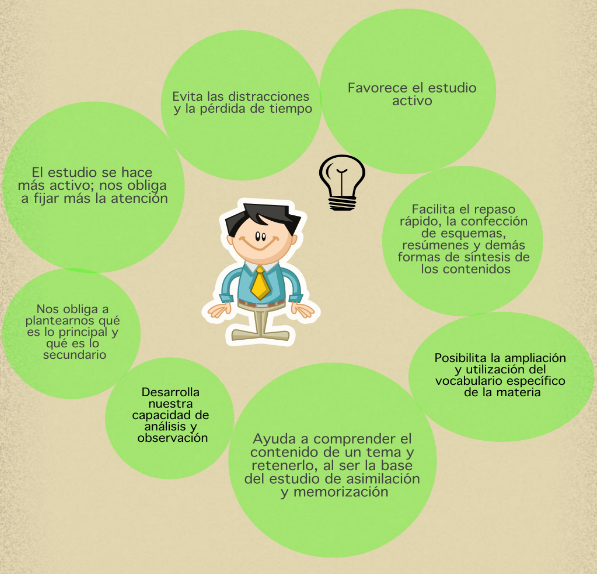 Evita las distracciones
y la pérdida de tiempo
Favorece el estudio
activo
El estudio se hace
más activo; nos obliga
a fijar más la atención
Facilita el repaso
rápido, la confección
de esquemas,
resúmenes y demás
formas de síntesis de
los contenidos
Nos obliga a
plantearnos qué
es lo principal y
qué es lo
secundario
Posibilita la ampliación
y utilización del
vocabulario específico
de la materia
Desarrolla
nuestra
capacidad de
análisis y
observación
Ayuda a comprender el
contenido de un tema y
retenerlo, al ser la base
del estudio de asimilación
y memorización